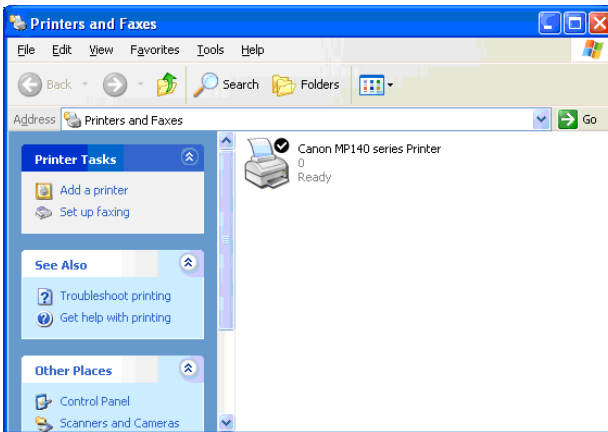 Printers and Faxes
File Edit View Favorites Tools Help
Back Search Folders
Address Printers and Faxes Go
Printer Tasks
Add a printer
Set up faxing
See Also
Troubleshoot printing
Get help with printing
Other Places
Control Panel
Scanners and Cameras
Canon MP140 series Printer
0
Ready